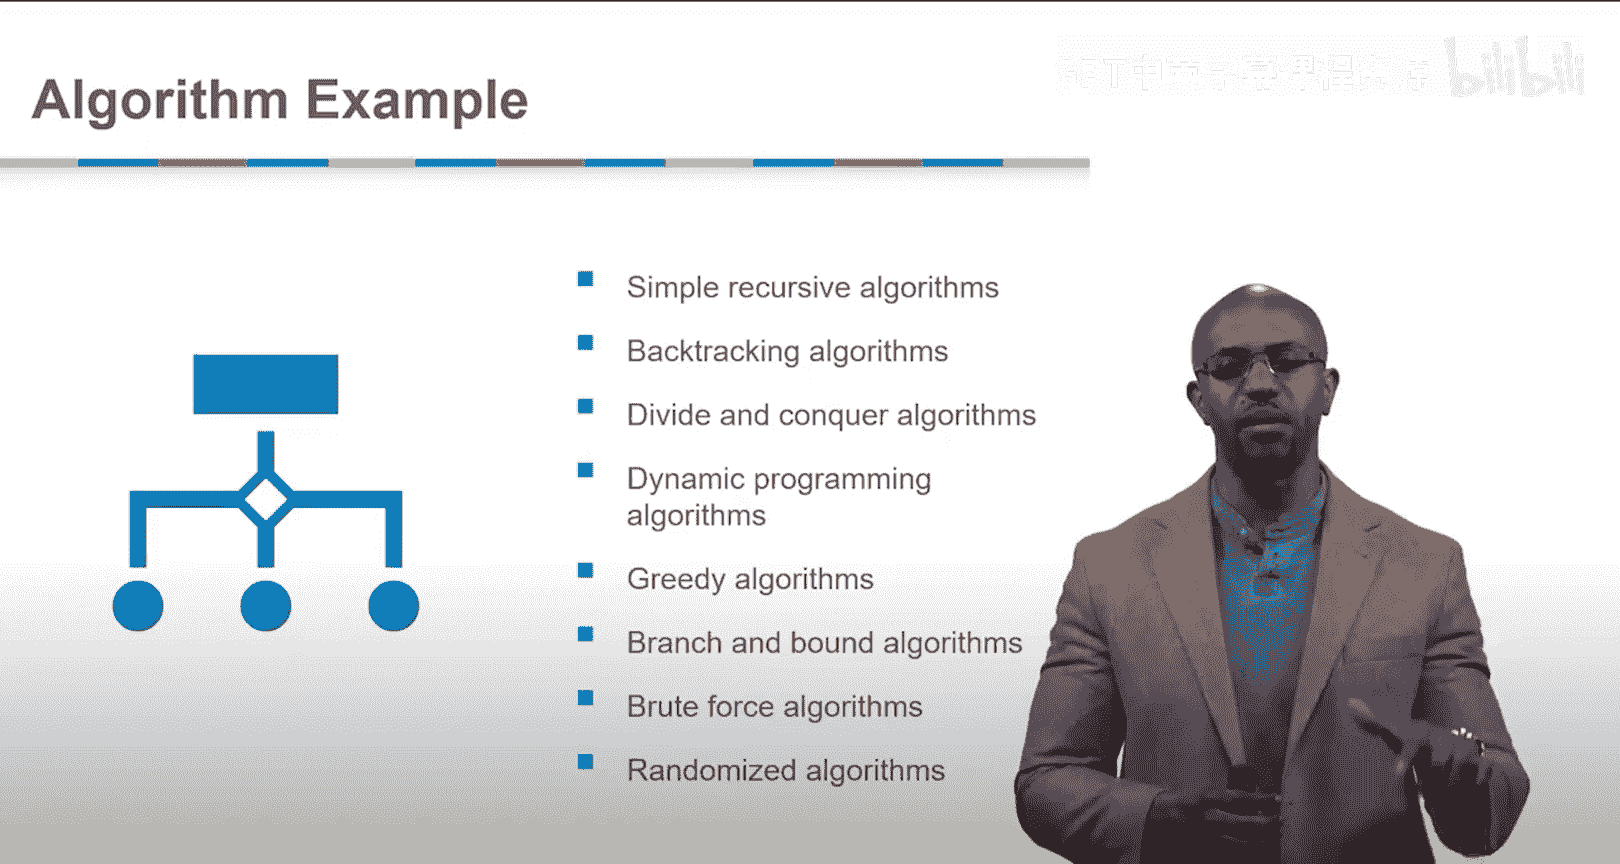 Algorithm Example
bilibili
Simple recursive algorithms
Backtracking algorithms
Divide and conquer algorithms
Dynamic programming
algorithms
Greedy algorithms
Branch and bound algorithms
Brute force algorithms
Randomized algorithms